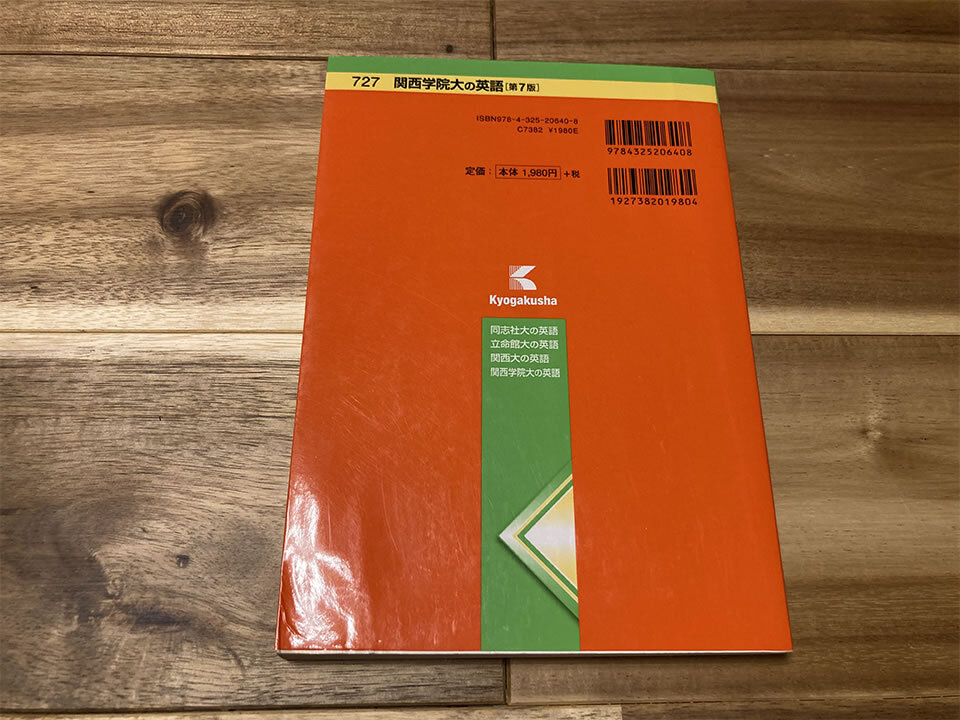 727 関西学院大の英語[第7版]
ISBN978-4-325-20640-8
C7382 ¥1980E
9784325206408
定価：本体 1,980円+税
1927382019804
Kyogakusha
同志社大の英語
立命館大の英語
関西大の英語
関西学院大の英語